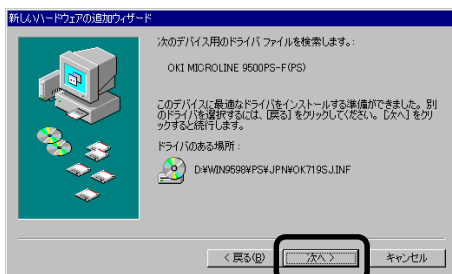 新しいハードウェアの追加ウィザード
次のデバイス用のドライバ ファイルを検索します。:
OKI MICROLINE 9500PS-F(PS)
このデバイスに最適なドライバをインストールする準備ができました。別
のドライバを選択するには、[戻る] をクリックしてください。[次へ] をクリ
ックすると続行します。
ドライバのある場所 :
D:¥WIN9598¥PS¥JPN¥OK719SJ.INF
< 戻る(B)
次へ >
キャンセル